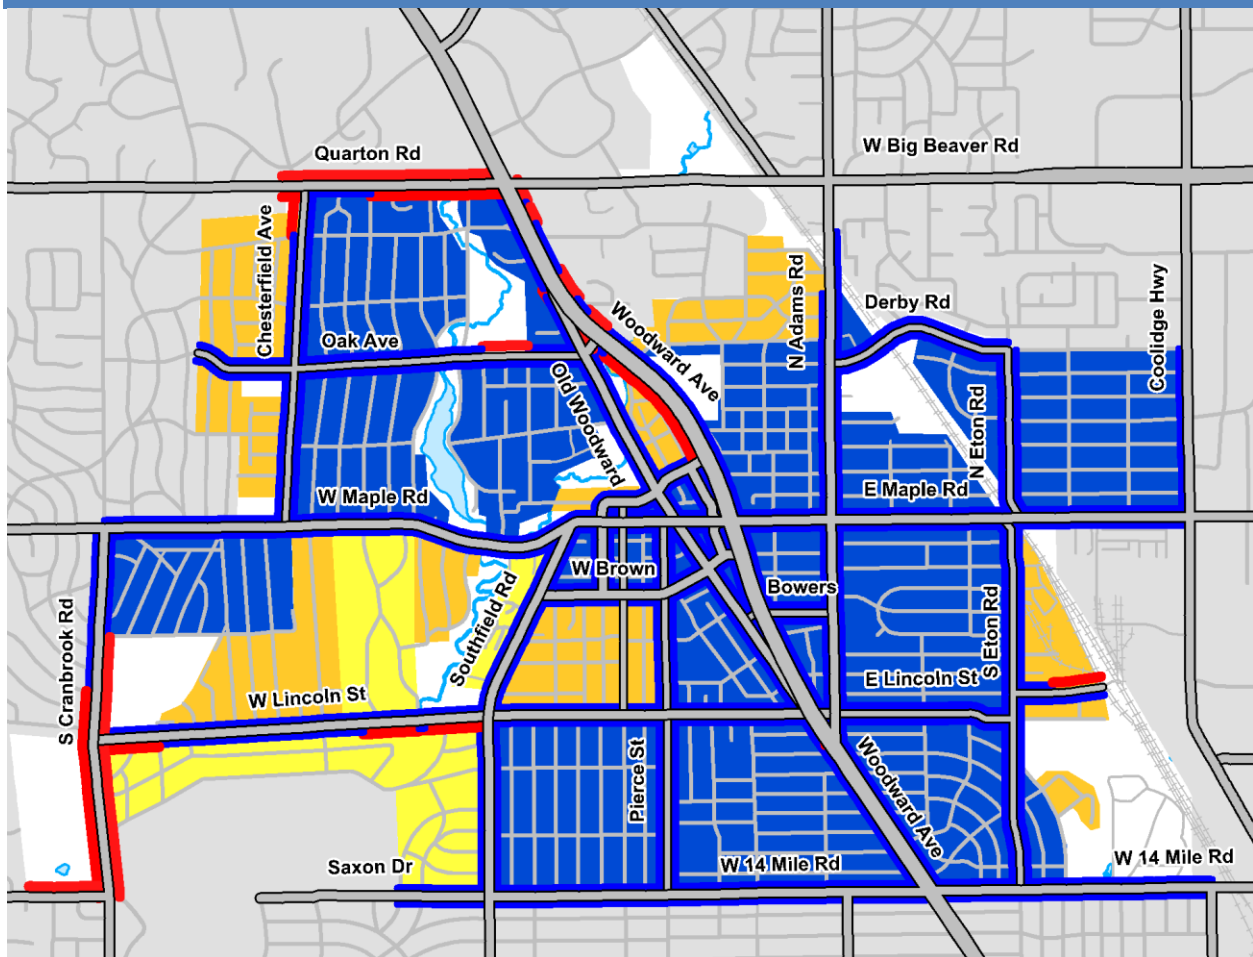 W Big Beaver Rd
Quarton Rd
Chesterfield Ave
N Adams Rd
Derby Rd
Coolidge Hwy
Woodward Ave
Oak Ave
Old Woodward
N Eton Rd
W Maple Rd
E Maple Rd
W Brown
Bowers
S Cranbrook Rd
Southfield Rd
S Eton Rd
E Lincoln St
W Lincoln St
Pierce St
Woodward Ave
Saxon Dr
W 14 Mile Rd
W 14 Mile Rd